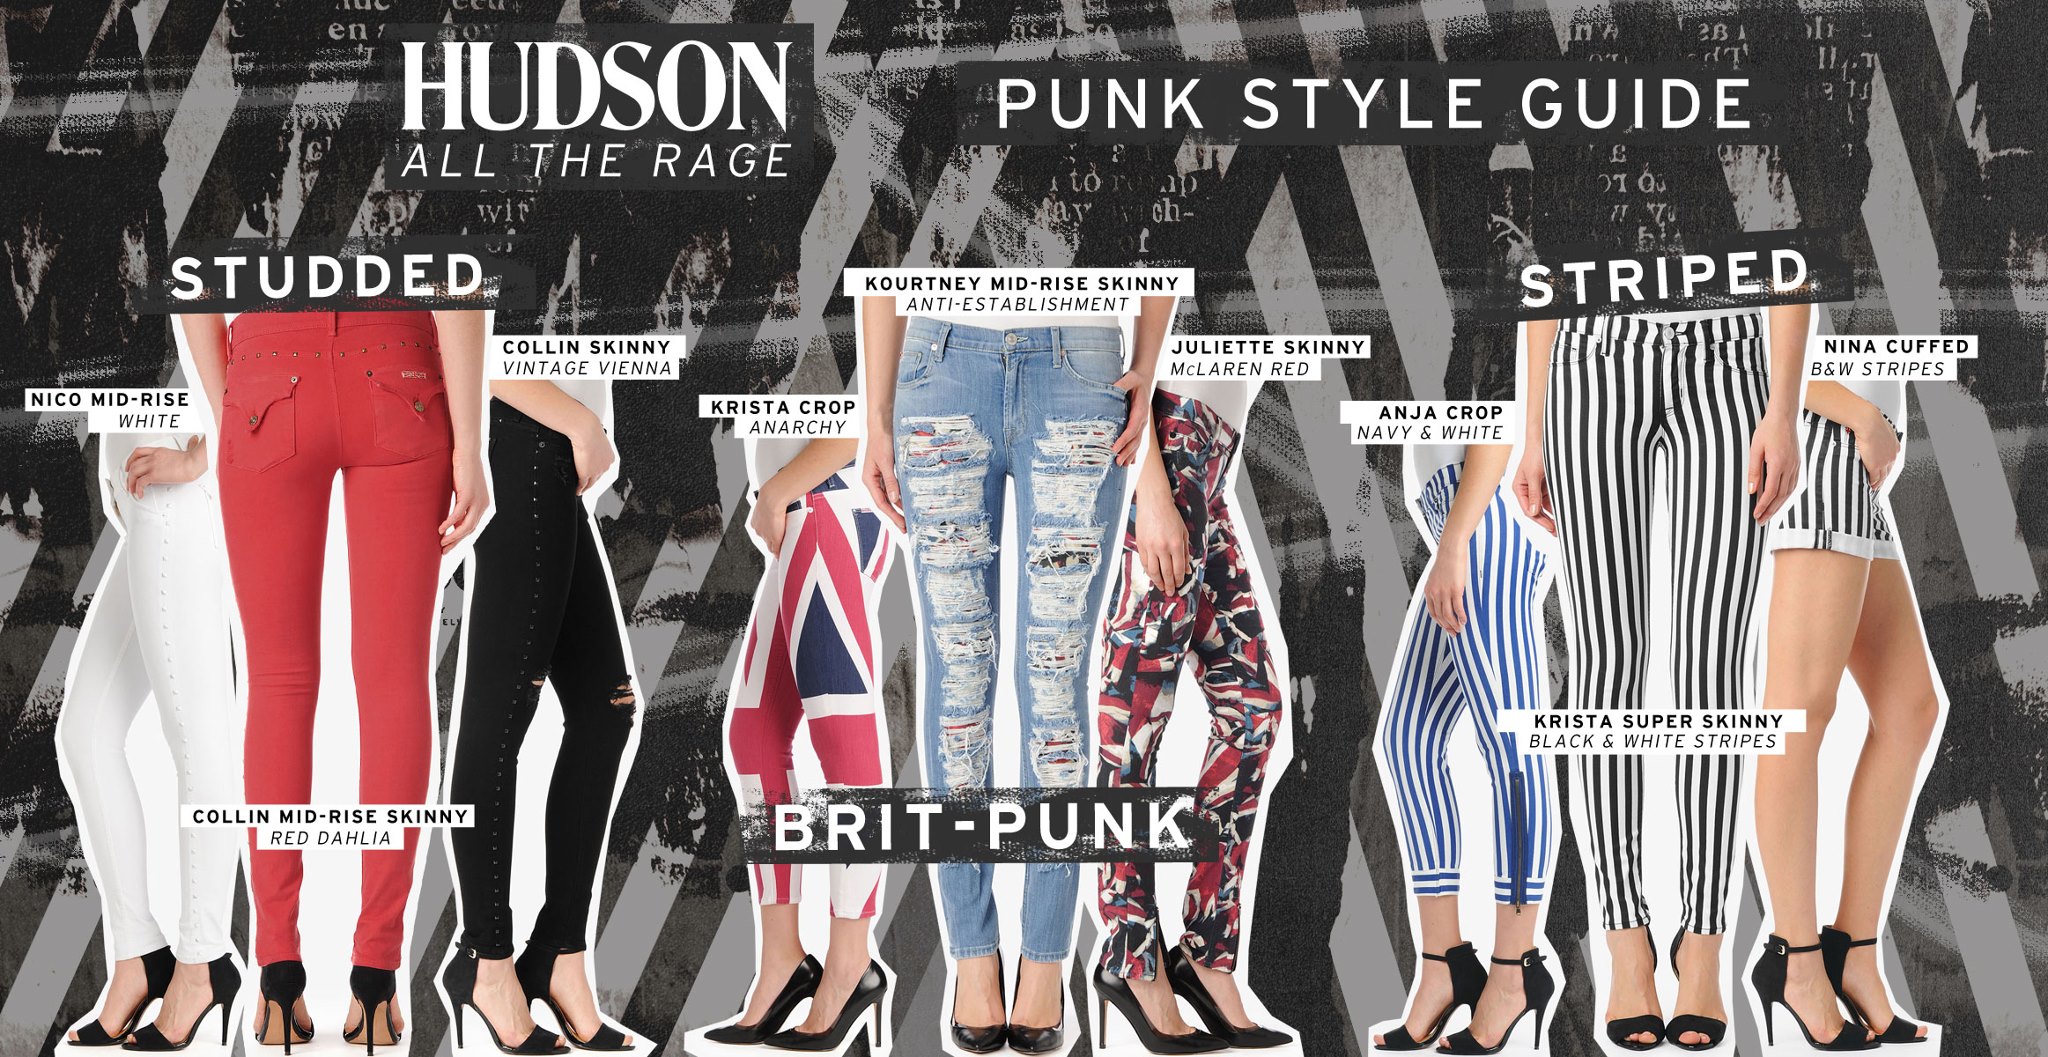 HUDSON
ALL THE RAGE
PUNK STYLE GUIDE
STUDDED
NICO MID-RISE
WHITE
COLLIN SKINNY
VINTAGE VIENNA
COLLIN MID-RISE SKINNY
RED DAHLIA
KOURTNEY MID-RISE SKINNY
ANTI-ESTABLISHMENT
KRISTA CROP
ANARCHY
JULIETTE SKINNY
McLAREN RED
BRIT-PUNK
STRIPED
ANJA CROP
NAVY & WHITE
NINA CUFFED
B&W STRIPES
KRISTA SUPER SKINNY
BLACK & WHITE STRIPES